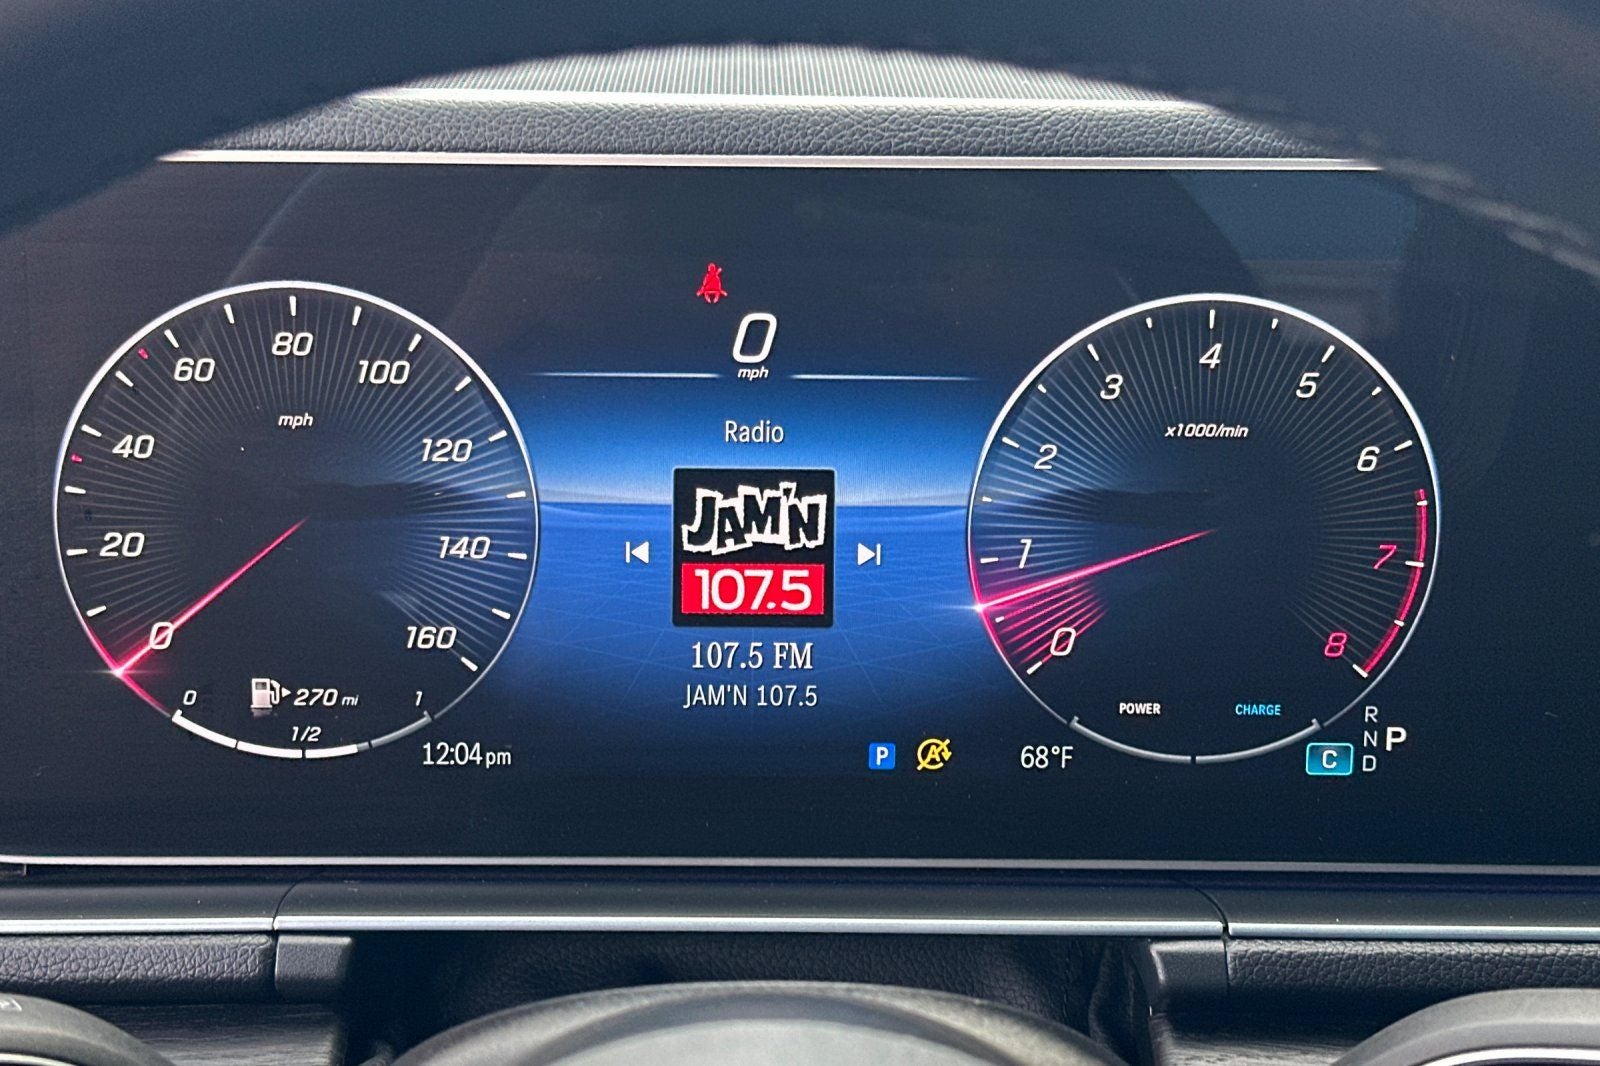 80
60
100
mph
40
120
20
140
0
160
0
270 mi
1
1/2
12:04pm
0
mph
Radio
JAM'N
107.5
107.5 FM
JAM'N 107.5
P
A
68°F
4
3
5
x1000/min
2
6
1
7
0
8
POWER
CHARGE
R
N
P
C
D